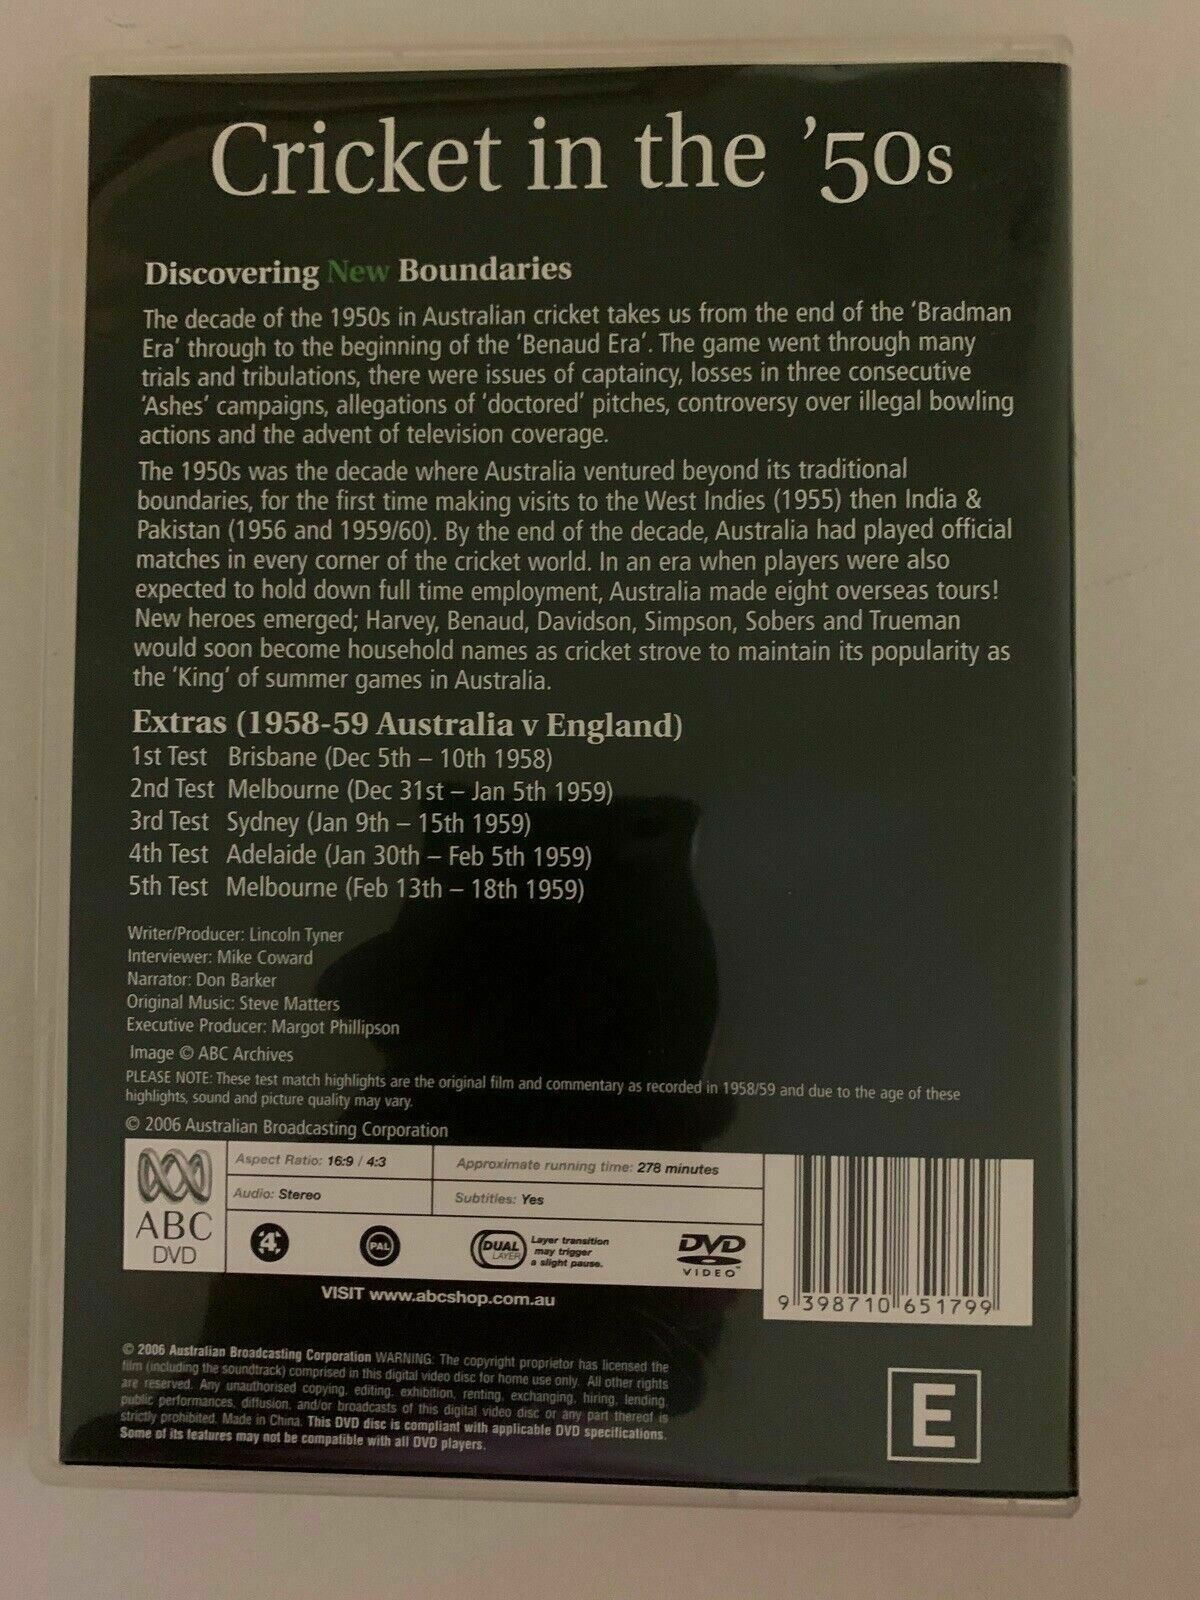 Cricket in the ’50s
Discovering New Boundaries
The decade of the 1950s in Australian cricket takes us from the end of the ‘Bradman
Era’ through to the beginning of the ‘Benaud Era’. The game went through many
trials and tribulations, there were issues of captaincy, losses in three consecutive
‘Ashes’ campaigns, allegations of ‘doctored’ pitches, controversy over illegal bowling
actions and the advent of television coverage.
The 1950s was the decade where Australia ventured beyond its traditional
boundaries, for the first time making visits to the West Indies (1955) then India &
Pakistan (1956 and 1959/60). By the end of the decade, Australia had played official
matches in every corner of the cricket world. In an era when players were also
expected to hold down full time employment, Australia made eight overseas tours!
New heroes emerged; Harvey, Benaud, Davidson, Simpson, Sobers and Trueman
would soon become household names as cricket strove to maintain its popularity as
the ‘King’ of summer games in Australia.
Extras (1958-59 Australia v England)
1st Test Brisbane (Dec 5th – 10th 1958)
2nd Test Melbourne (Dec 31st – Jan 5th 1959)
3rd Test Sydney (Jan 9th – 15th 1959)
4th Test Adelaide (Jan 30th – Feb 5th 1959)
5th Test Melbourne (Feb 13th – 18th 1959)
Writer/Producer: Lincoln Tyner
Interviewer: Mike Coward
Narrator: Don Barker
Original Music: Steve Matters
Executive Producer: Margot Phillipson
Image © ABC Archives
PLEASE NOTE: These test match highlights are the original film and commentary as recorded in 1958/59 and due to the age of these
highlights, sound and picture quality may vary.
© 2006 Australian Broadcasting Corporation
ABC
DVD
Aspect Ratio: 16:9 / 4:3
Approximate running time: 278 minutes
Audio: Stereo
Subtitles: Yes
4
PAL
DUAL
LAYER
Layer transition
may trigger
a slight pause.
DVD
VIDEO™
9 398710 651799
VISIT www.abcshop.com.au
© 2006 Australian Broadcasting Corporation WARNING: The copyright proprietor has licensed the
film (including the soundtrack) comprised in this digital video disc for home use only. All other rights
are reserved. Any unauthorised copying, editing, exhibition, renting, exchanging, hiring, lending,
public performances, diffusion, and/or broadcasts of this digital video disc or any part thereof is
strictly prohibited. Made in China. This DVD disc is compliant with applicable DVD specifications.
Some of its features may not be compatible with all DVD players.
E